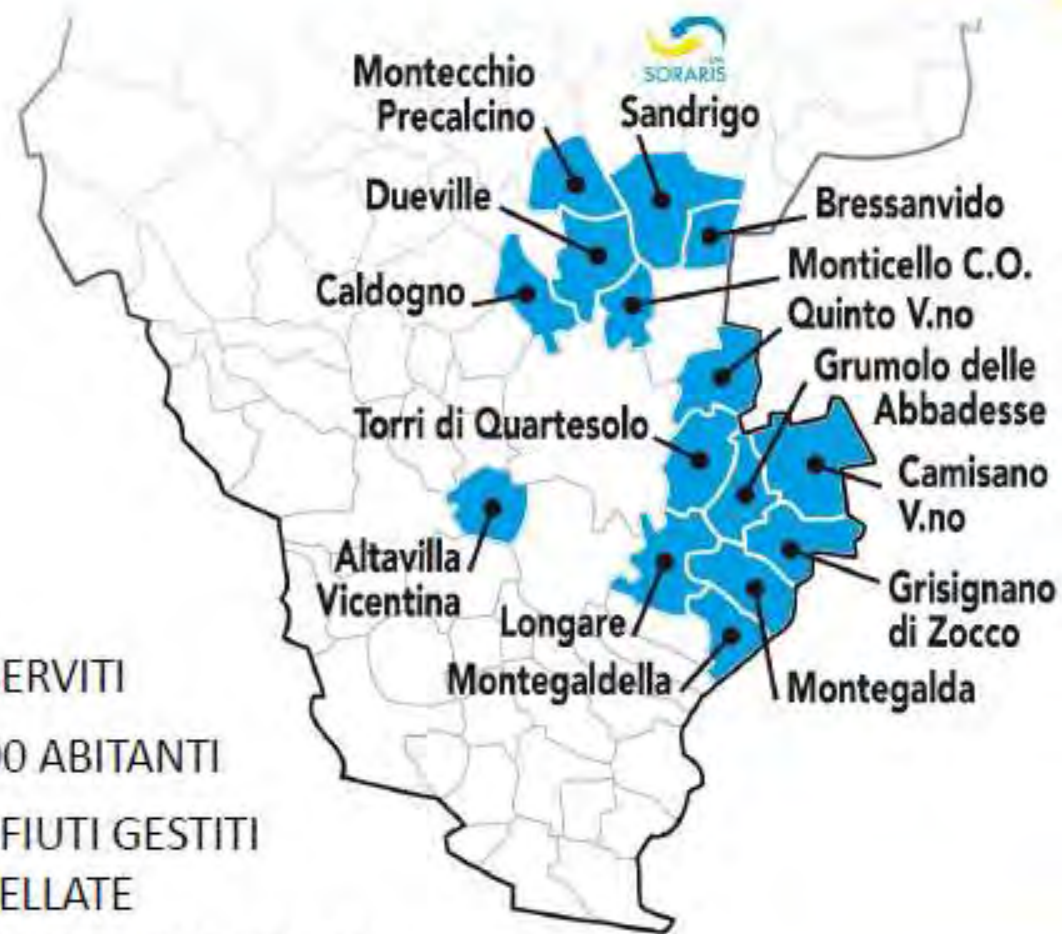 SORARIS
Montecchio
Precalcino
Sandrigo
Dueville
Bressanvido
Caldogno
Monticello C.O.
Quinto V.no
Grumolo delle
Abbadesse
Torri di Quartesolo
Camisano
V.no
Altavilla
Vicentina
Grisignano
di Zocco
Longare
Montegaldella
Montegalda
ERVITI
00 ABITANTI
FIUTI GESTITI
ELLATE